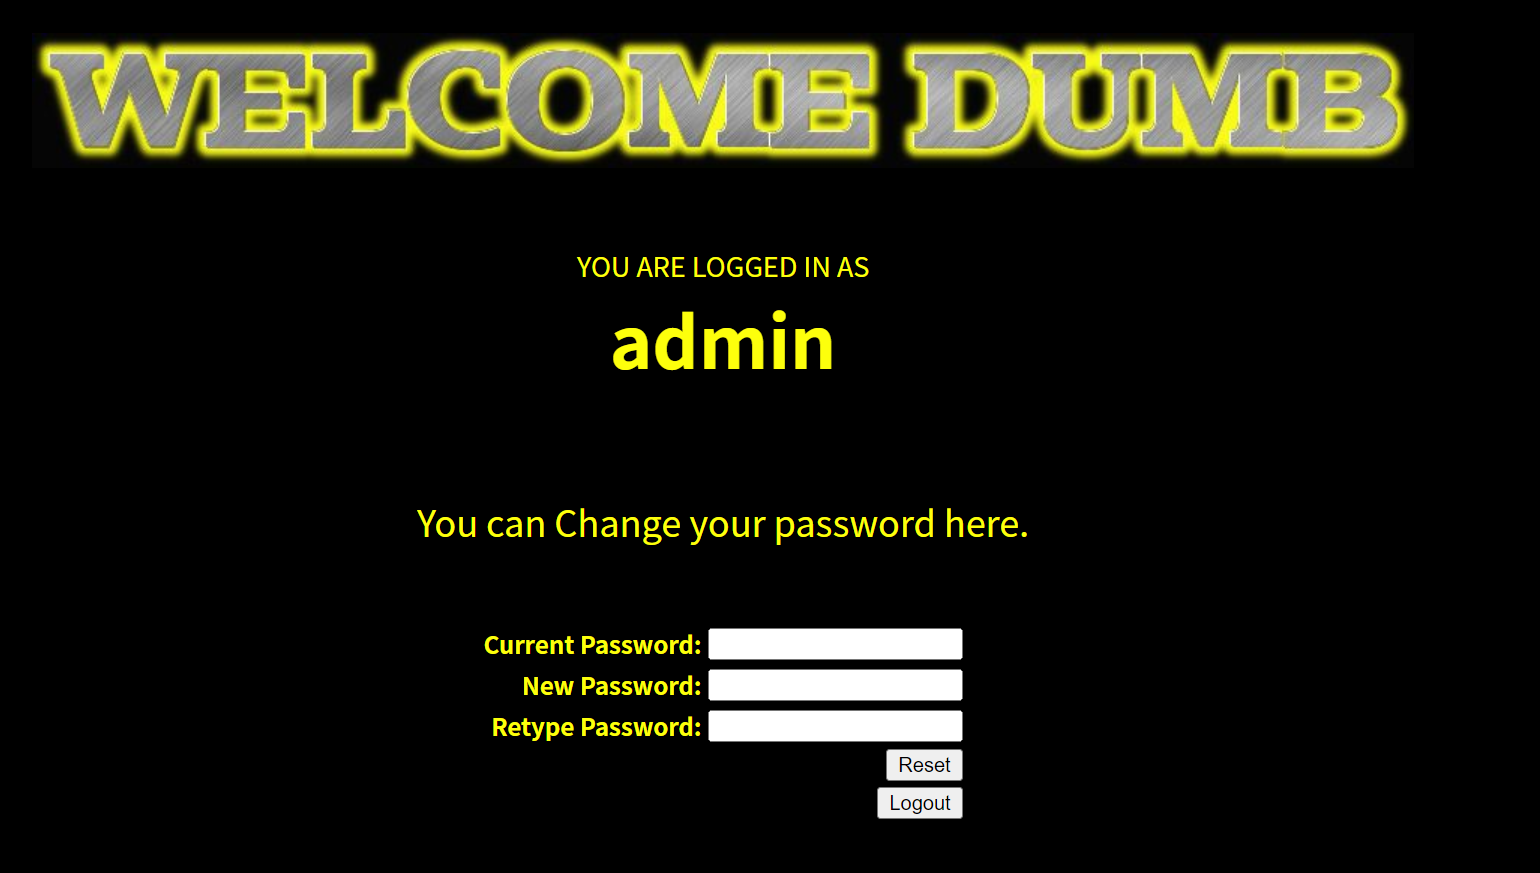 WELCOME DUMB
YOU ARE LOGGED IN AS
admin
You can Change your password here.
Current Password:
New Password:
Retype Password:
Reset
Logout